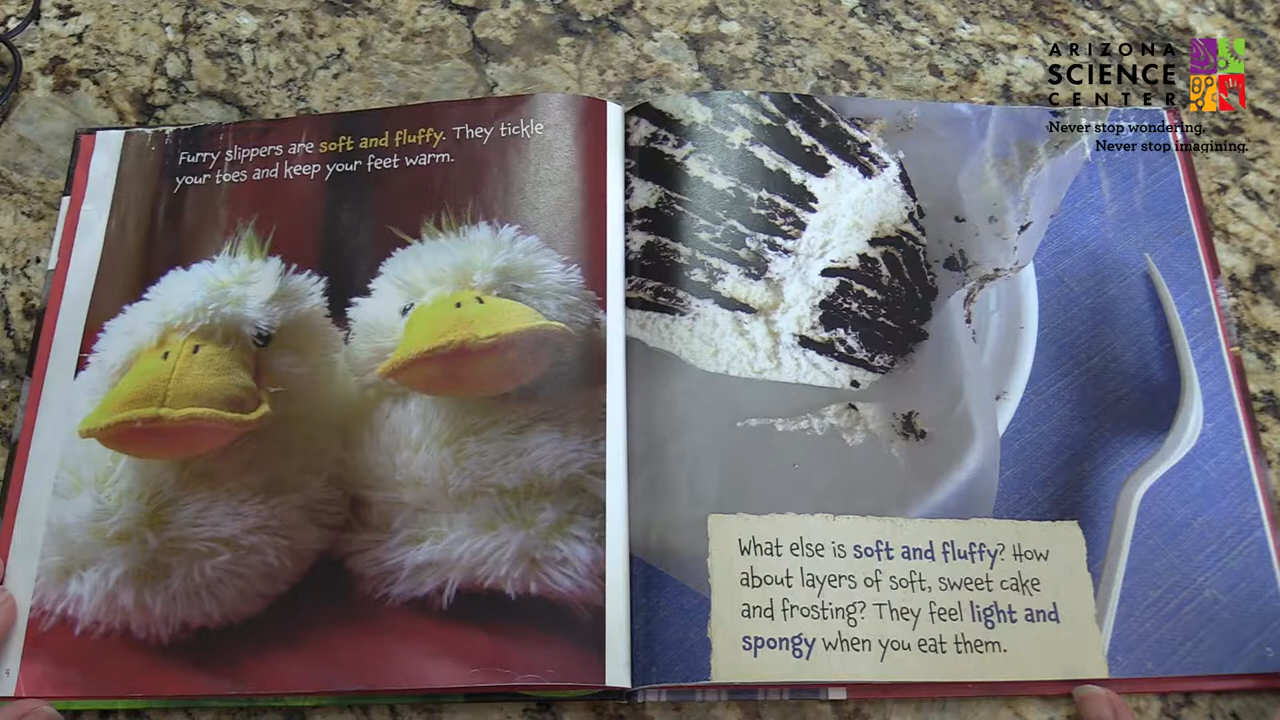 ARIZONA
SCIENCE
CENTER
Never stop wondering.
Never stop imagining.
Furry slippers are soft and fluffy. They tickle
your toes and keep your feet warm.
What else is soft and fluffy? How
about layers of soft, sweet cake
and frosting? They feel light and
spongy when you eat them.
4